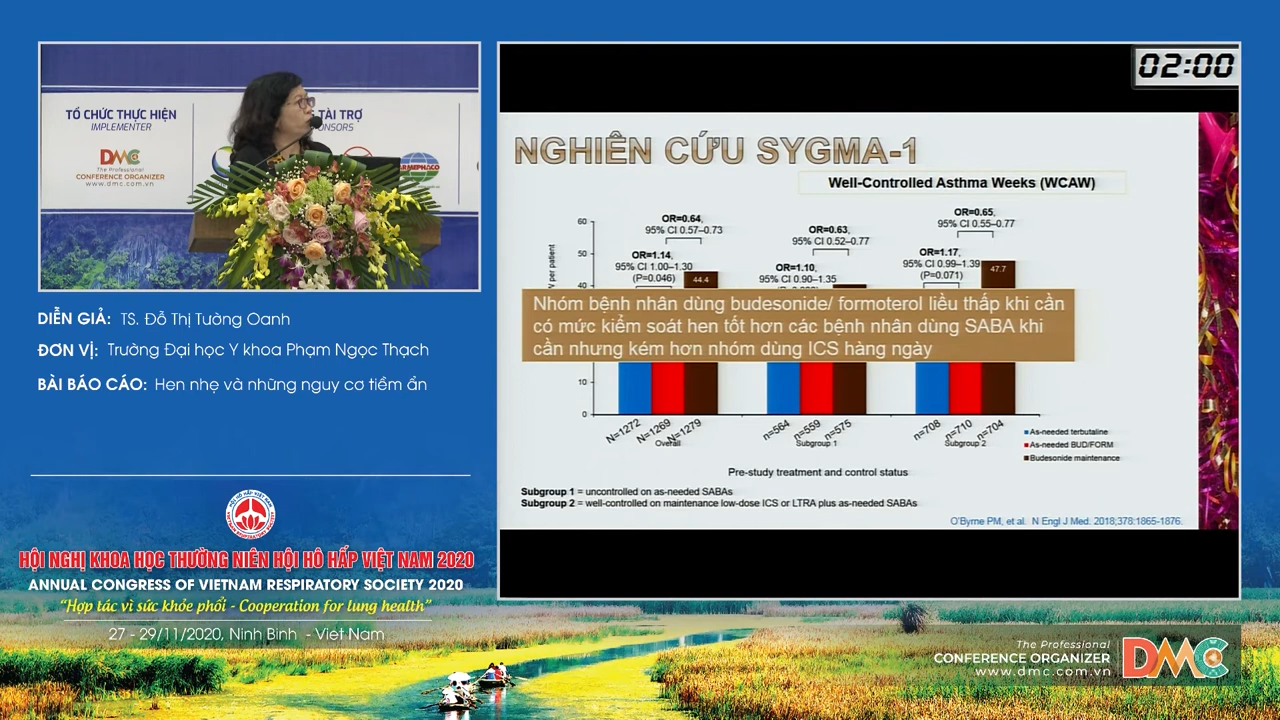 TỔ CHỨC THỰC HIỆN
IMPLEMENTER
DMC
The Professional
CONFERENCE ORGANIZER
www.dmc.com.vn
TÀI TRỢ
DIỄN GIẢ: TS. Đỗ Thị Tường Oanh
ĐƠN VỊ: Trường Đại học Y khoa Phạm Ngọc Thạch
BÀI BÁO CÁO: Hen nhẹ và những nguy cơ tiềm ẩn
HỘI HÔ HẤP VIỆT NAM
HỘI NGHỊ KHOA HỌC THƯỜNG NIÊN HỘI HÔ HẤP VIỆT NAM 2020
ANNUAL CONGRESS OF VIETNAM RESPIRATORY SOCIETY 2020
“Hợp tác vì sức khỏe phổi - Cooperation for lung health”
27 - 29/11/2020, Ninh Bình - Viet Nam
02:00
NGHIÊN CỨU SYGMA-1
Well-Controlled Asthma Weeks (WCAW)
OR=0.64,
95% CI 0.57–0.73
OR=1.14,
95% CI 1.00–1.30
(P=0.046)
44.4
OR=0.63,
95% CI 0.52–0.77
OR=1.10,
95% CI 0.90–1.35
OR=0.65,
95% CI 0.55–0.77
OR=1.17,
95% CI 0.99–1.39
(P=0.071)
47.7
per patient
60
50
40
10
0
Nhóm bệnh nhân dùng budesonide/ formoterol liều thấp khi cần
có mức kiểm soát hen tốt hơn các bệnh nhân dùng SABA khi
cần nhưng kém hơn nhóm dùng ICS hàng ngày
N=1272 N=1269 N=1279
Overall
n=564 n=559 n=575
Subgroup 1
n=708 n=710 n=704
Subgroup 2
As-needed terbutaline
As-needed BUD/FORM
Budesonide maintenance
Pre-study treatment and control status
Subgroup 1 = uncontrolled on as-needed SABAs
Subgroup 2 = well-controlled on maintenance low-dose ICS or LTRA plus as-needed SABAs
O'Byrne PM, et al. N Engl J Med. 2018;378:1865-1876.
The Professional
CONFERENCE ORGANIZER
www.dmc.com.vn
DMC